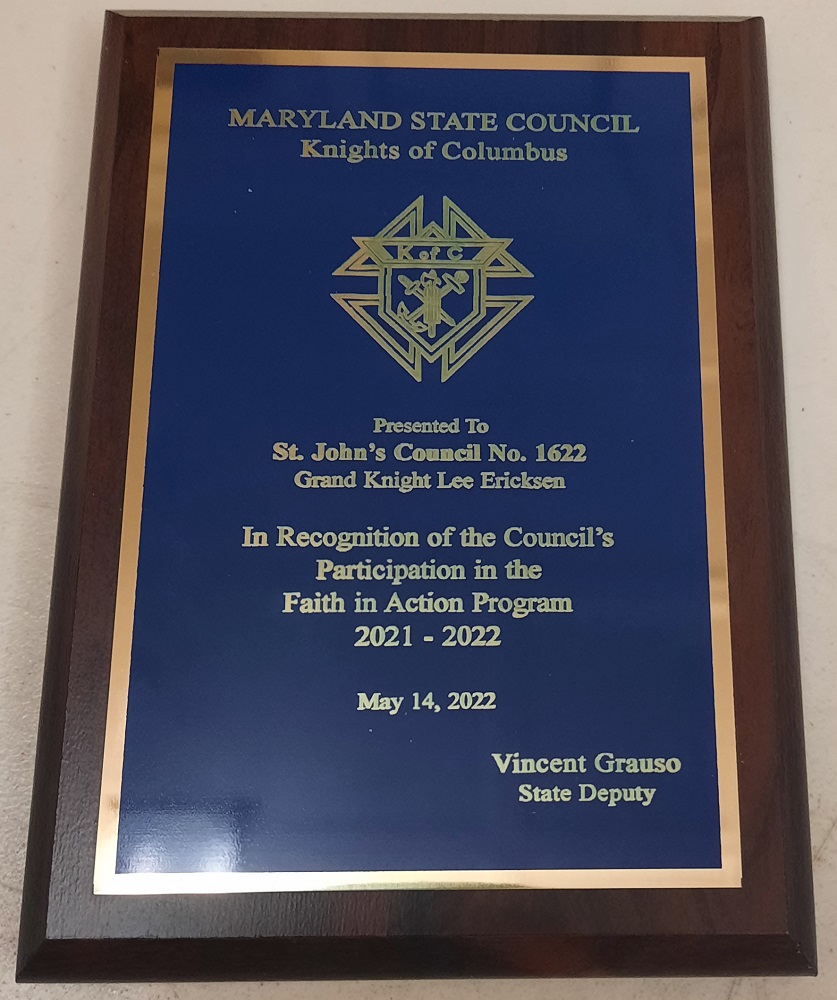 MARYLAND STATE COUNCIL
Knights of Columbus
K of C
Presented To
St. John's Council No. 1622
Grand Knight Lee Ericksen
In Recognition of the Council's
Participation in the
Faith in Action Program
2021 - 2022
May 14, 2022
Vincent Grauso
State Deputy